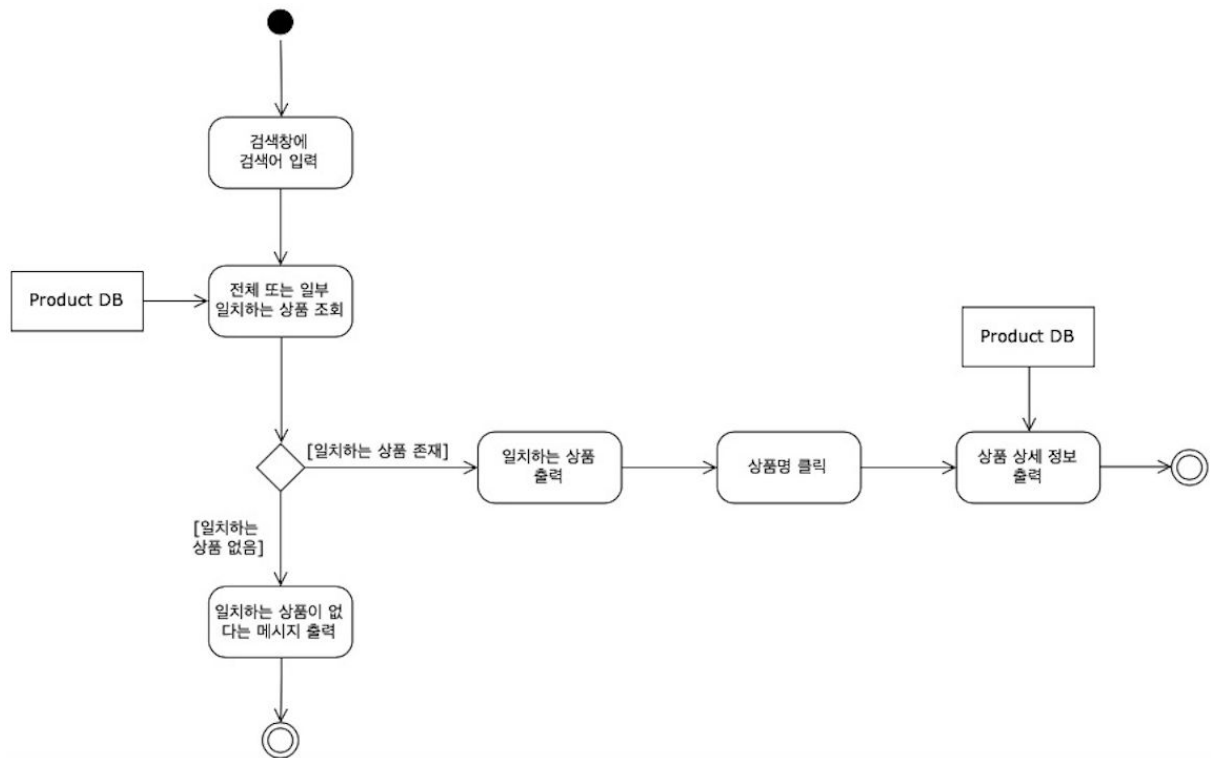 검색창에
검색어 입력
Product DB
전체 또는 일부
일치하는 상품 조회
Product DB
[일치하는 상품 존재]
일치하는 상품
출력
상품명 클릭
상품 상세 정보
출력
[일치하는
상품 없음]
일치하는 상품이 없
다는 메시지 출력